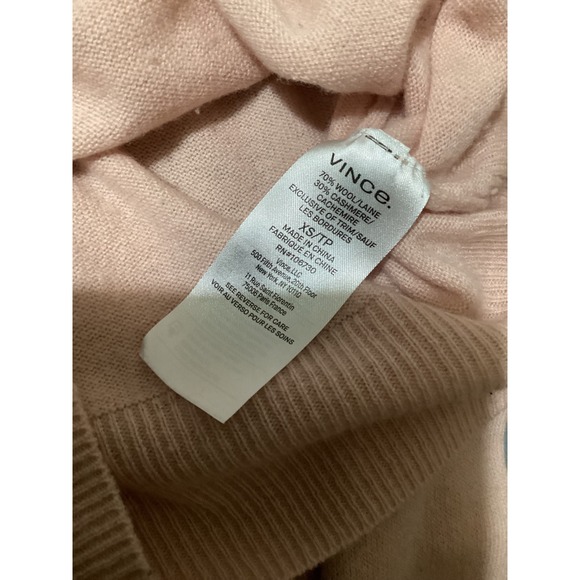 VINCE.
70% WOOL/LAINE
30% CASHMERE/
CACHEMIRE
EXCLUSIVE OF TRIM/SAUF
LES BORDURES
XS/TP
MADE IN CHINA
FABRIQUÉ EN CHINE
RN#106730
Vince, LLC
500 Fifth Avenue, 20th Floor
New York, NY 10110
11 Rue Saint Florentin
75008 Paris France
SEE REVERSE FOR CARE
VOIR AU VERSO POUR LES SOINS